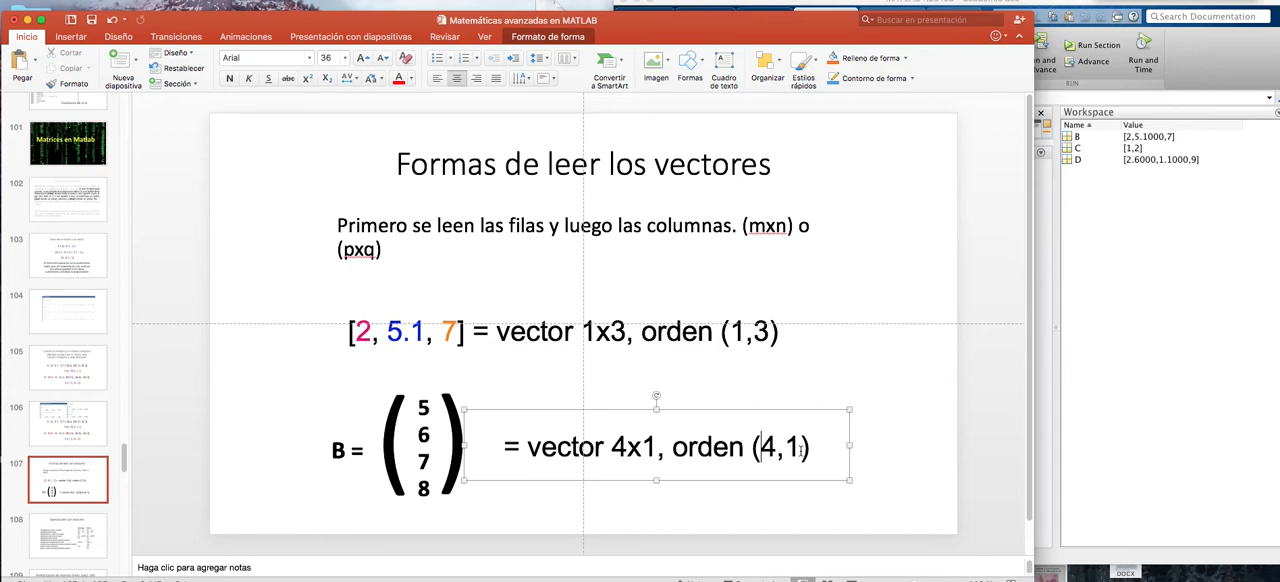 Matemáticas avanzadas en MATLAB
Buscar en presentación
Search Documentation
Inicio
Insertar
Diseño
Transiciones
Animaciones
Presentación con diapositivas
Revisar
Ver
Formato de forma
Pegar
Cortar
Copiar
Formato
Nueva
diapositiva
Diseño
Restablecer
Sección
Arial
36
N
K
S
abc
Convertir
a SmartArt
Imagen
Formas
Cuadro
de texto
Organizar
Estilos
rápidos
Relleno de forma
Contorno de forma
Run Section
Advance
Run and
Time
RUN
101
Matrices en Matlab
102
103
104
105
106
107
108
Formas de leer los vectores
Primero se leen las filas y luego las columnas. (mxn) o
(pxq)
[2, 5.1, 7] = vector 1x3, orden (1,3)
B =
5
6
7
8
= vector 4x1, orden (4,1)
Haga clic para agregar notas
Workspace
Name
Value
B
[2,5.1000,7]
C
[1,2]
D
[2.6000,1.1000,9]
DOCX